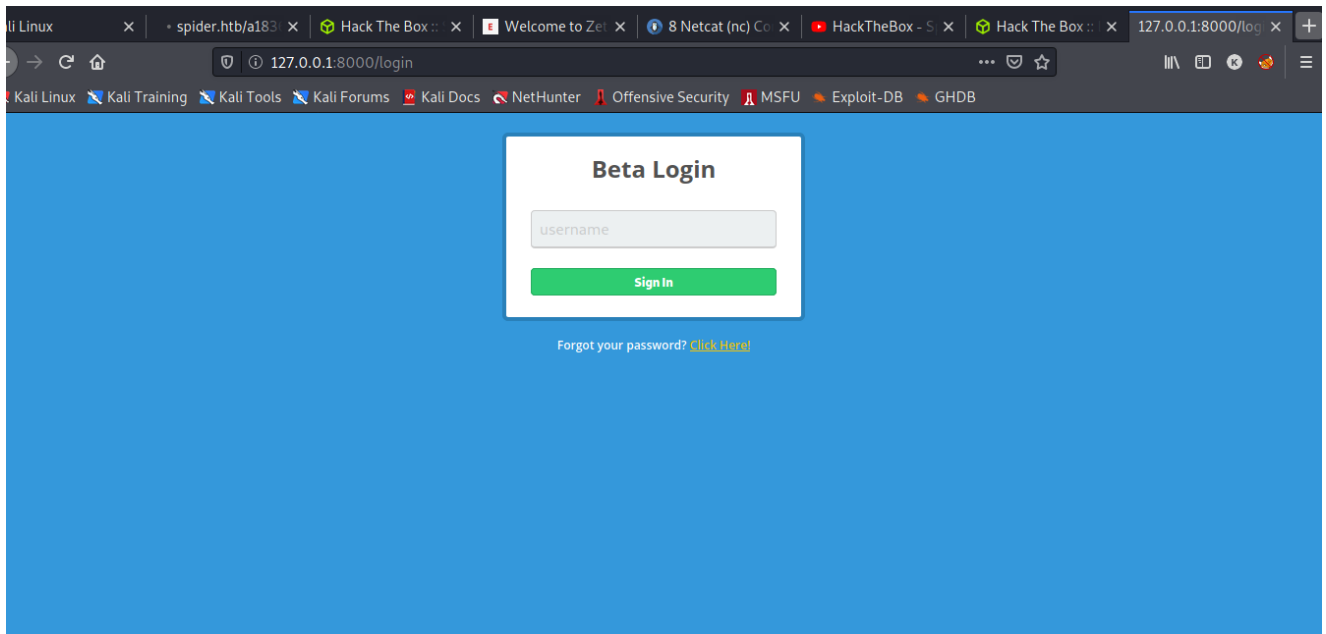 ali Linux spider.htb/a183 Hack The Box :: Welcome to Zet 8 Netcat (nc) Co HackTheBox - S Hack The Box :: 127.0.0.1:8000/log
127.0.0.1:8000/login
Kali Linux Kali Training Kali Tools Kali Forums Kali Docs NetHunter Offensive Security MSFU Exploit-DB GHDB
Beta Login
username
Sign In
Forgot your password? Click Here!